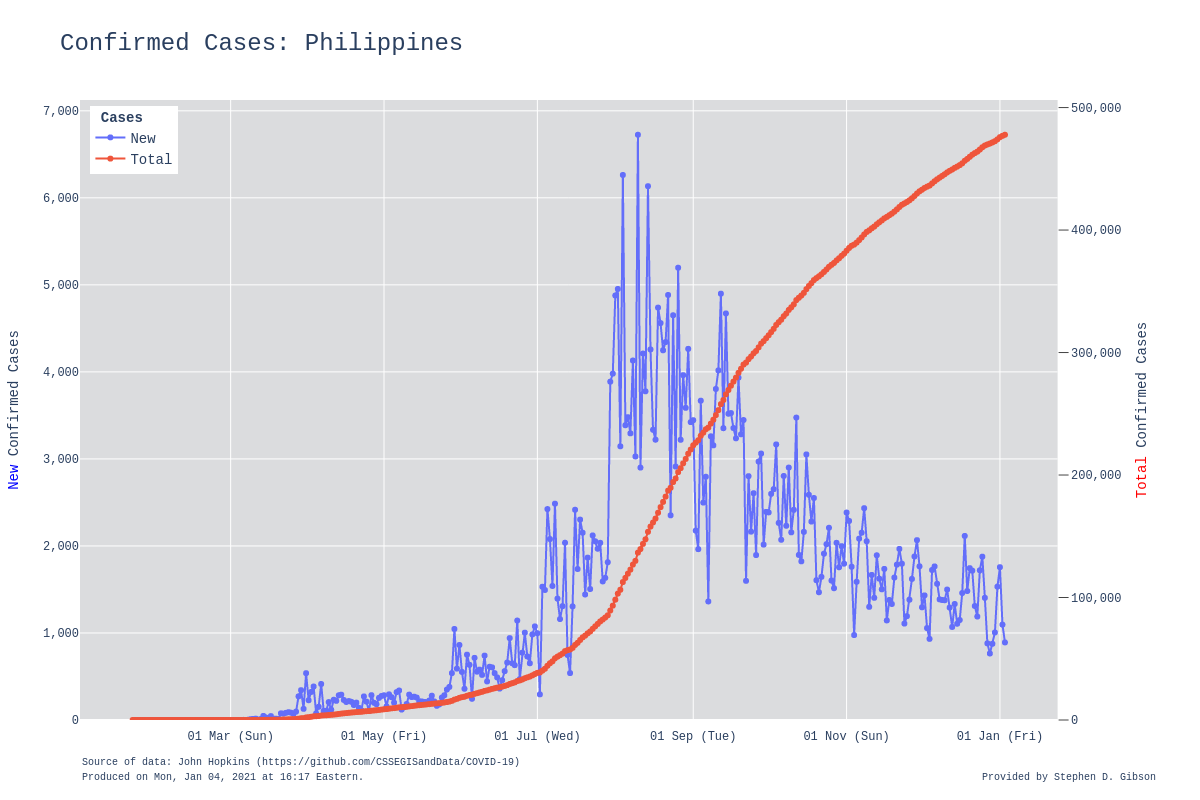 Confirmed Cases: Philippines
Cases
New
Total
7,000
6,000
5,000
4,000
3,000
2,000
1,000
0
500,000
400,000
300,000
200,000
100,000
0
New Confirmed Cases
Total Confirmed Cases
01 Mar (Sun)
01 May (Fri)
01 Jul (Wed)
01 Sep (Tue)
01 Nov (Sun)
01 Jan (Fri)
Source of data: John Hopkins (https://github.com/CSSEGISandData/COVID-19)
Produced on Mon, Jan 04, 2021 at 16:17 Eastern.
Provided by Stephen D. Gibson